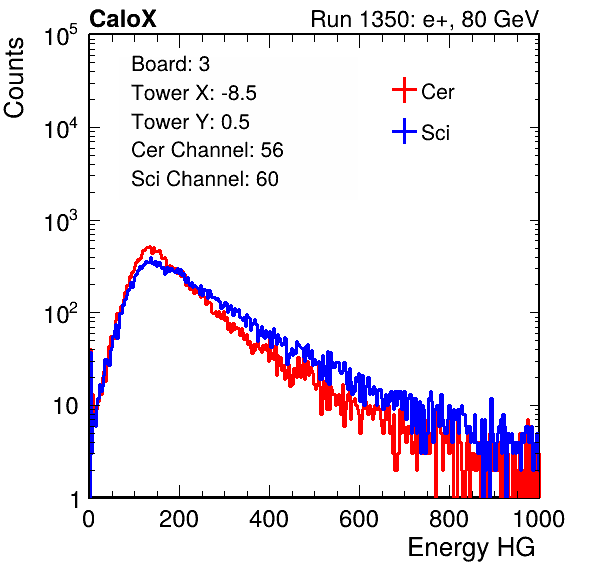 CaloX Run 1350: e+, 80 GeV
Counts
Board: 3
Tower X: -8.5
Tower Y: 0.5
Cer Channel: 56
Sci Channel: 60
Cer
Sci
10^5
10^4
10^3
10^2
10
1
0 200 400 600 800 1000
Energy HG